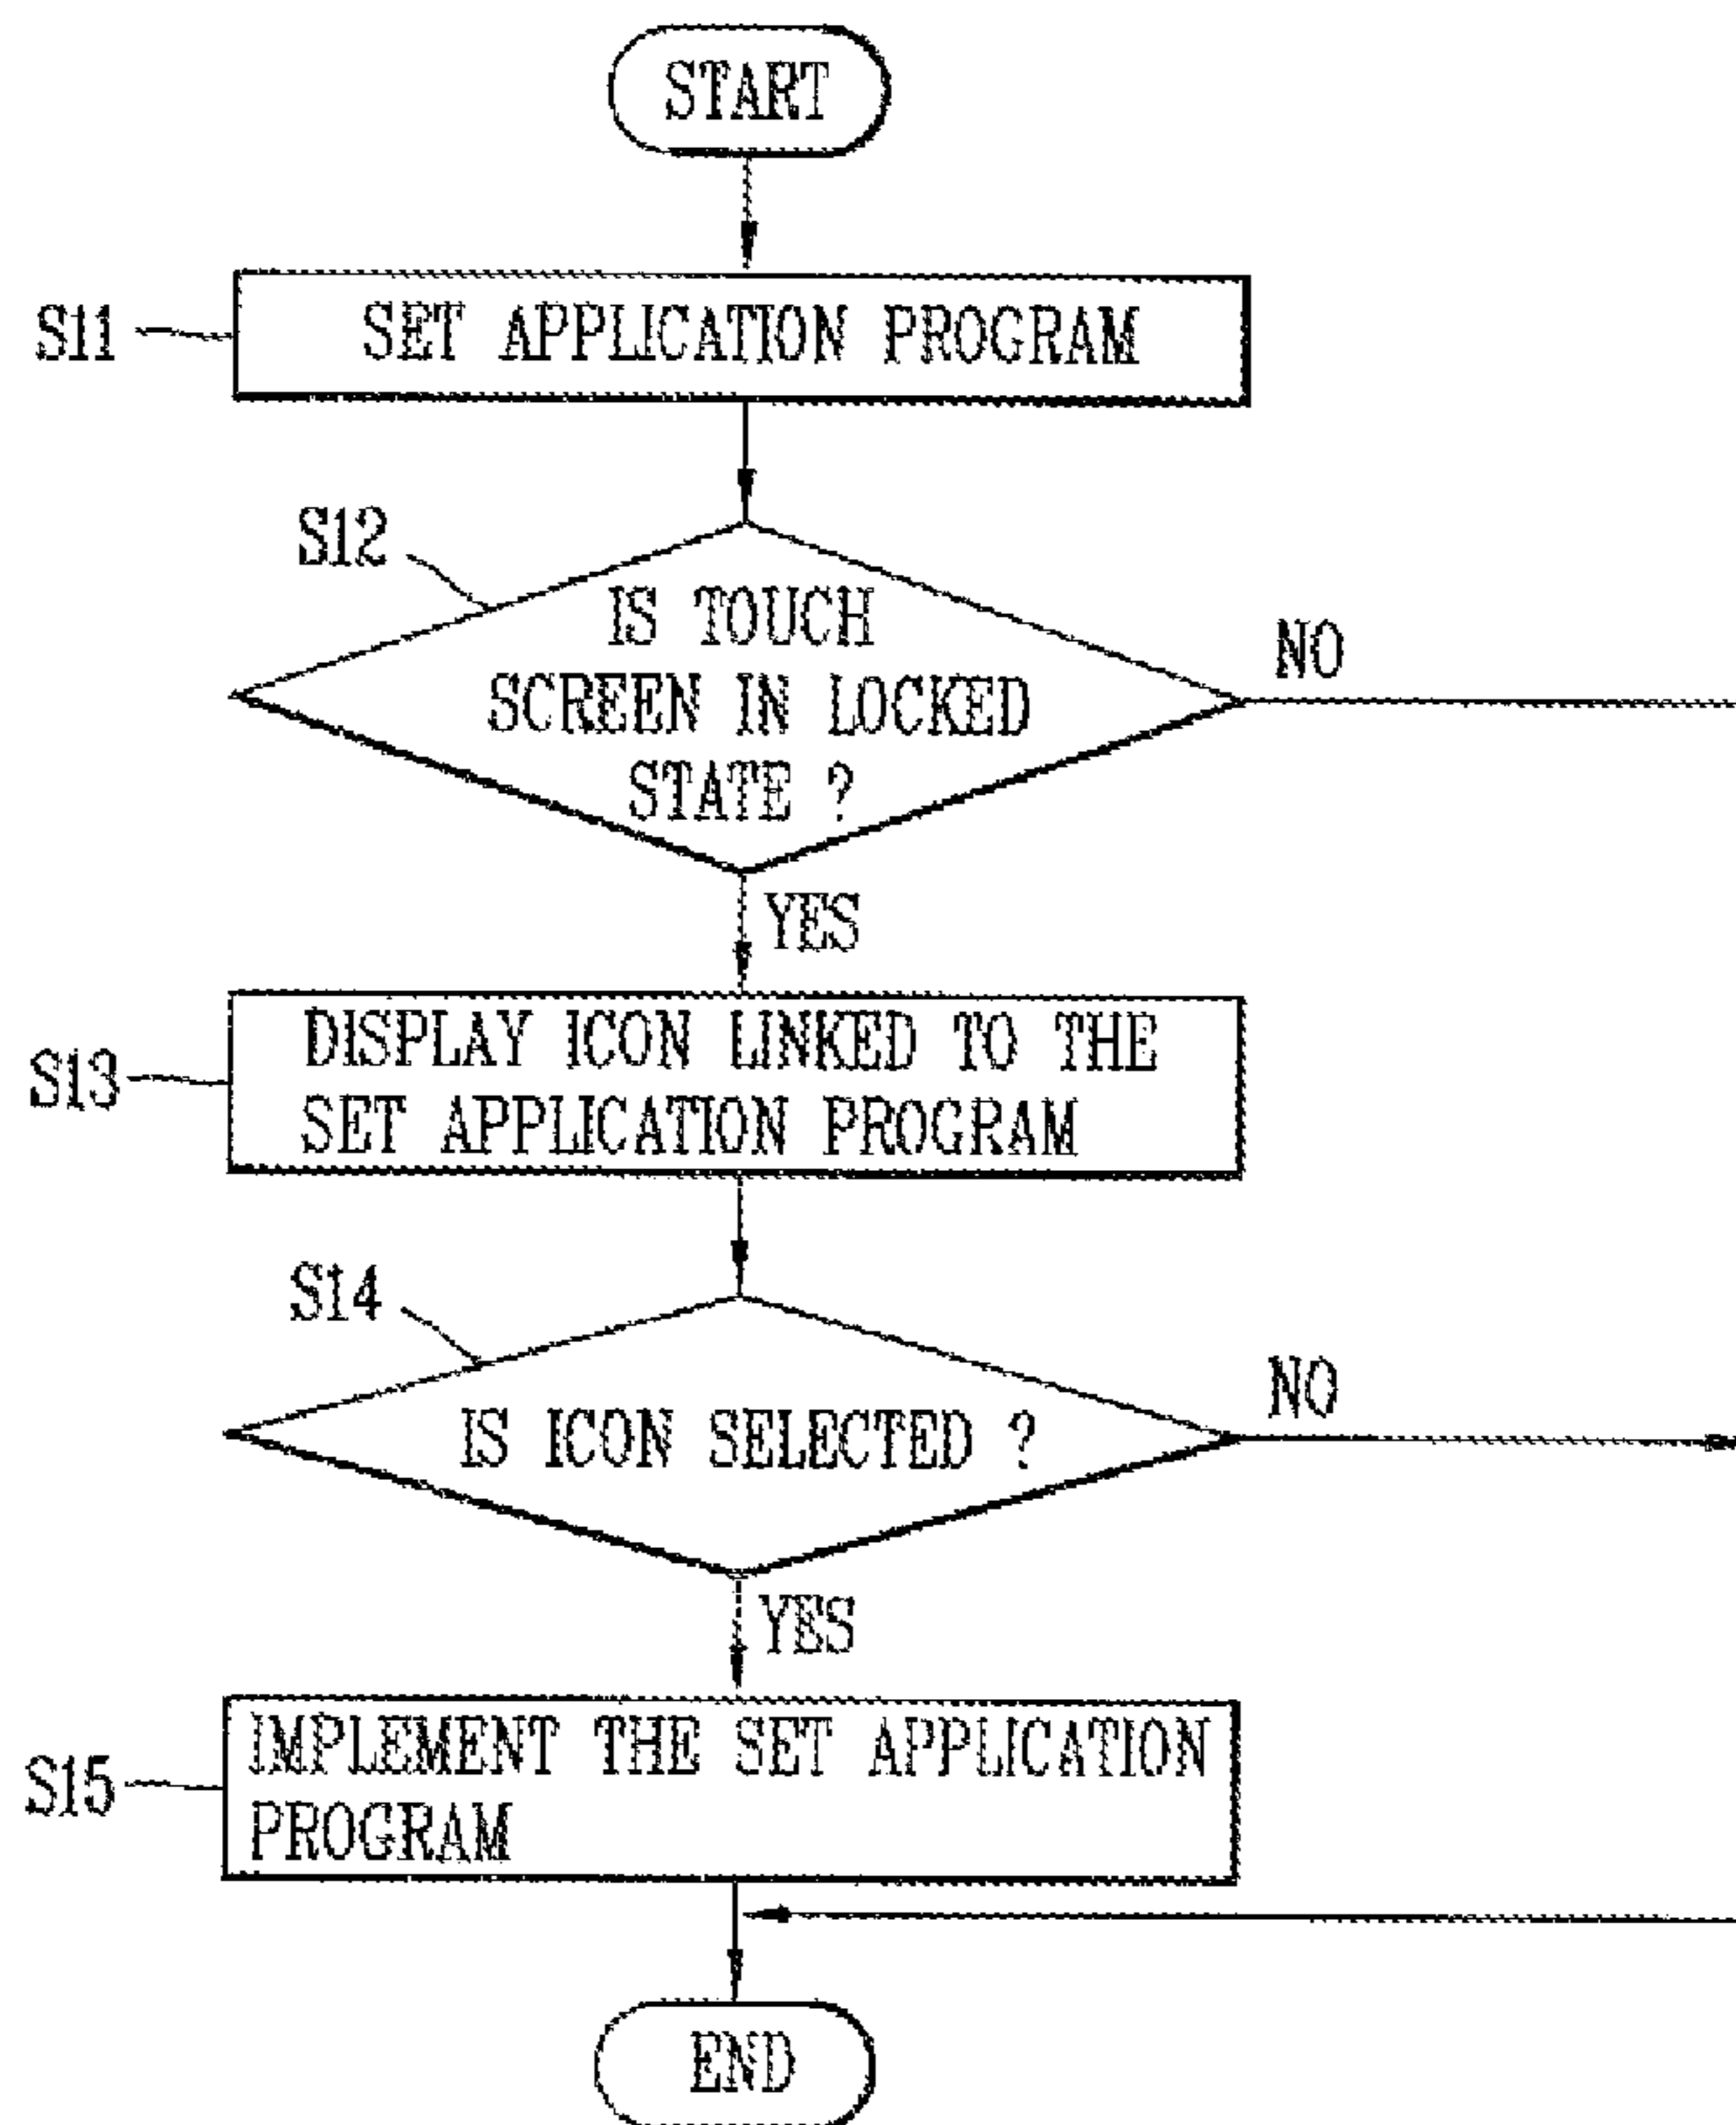 START
S11
SET APPLICATION PROGRAM
S12
IS TOUCH
SCREEN IN LOCKED
STATE ?
NO
YES
S13
DISPLAY ICON LINKED TO THE
SET APPLICATION PROGRAM
S14
IS ICON SELECTED ?
NO
YES
S15
IMPLEMENT THE SET APPLICATION
PROGRAM
END